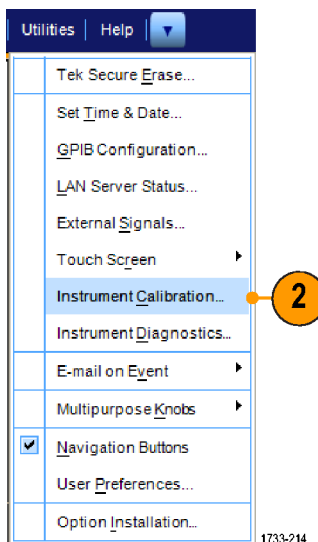 Utilities Help
Tek Secure Erase...
Set Time & Date...
GPIB Configuration...
LAN Server Status...
External Signals...
Touch Screen
Instrument Calibration...
2
Instrument Diagnostics...
E-mail on Event
Multipurpose Knobs
Navigation Buttons
User Preferences...
Option Installation...
1733-214